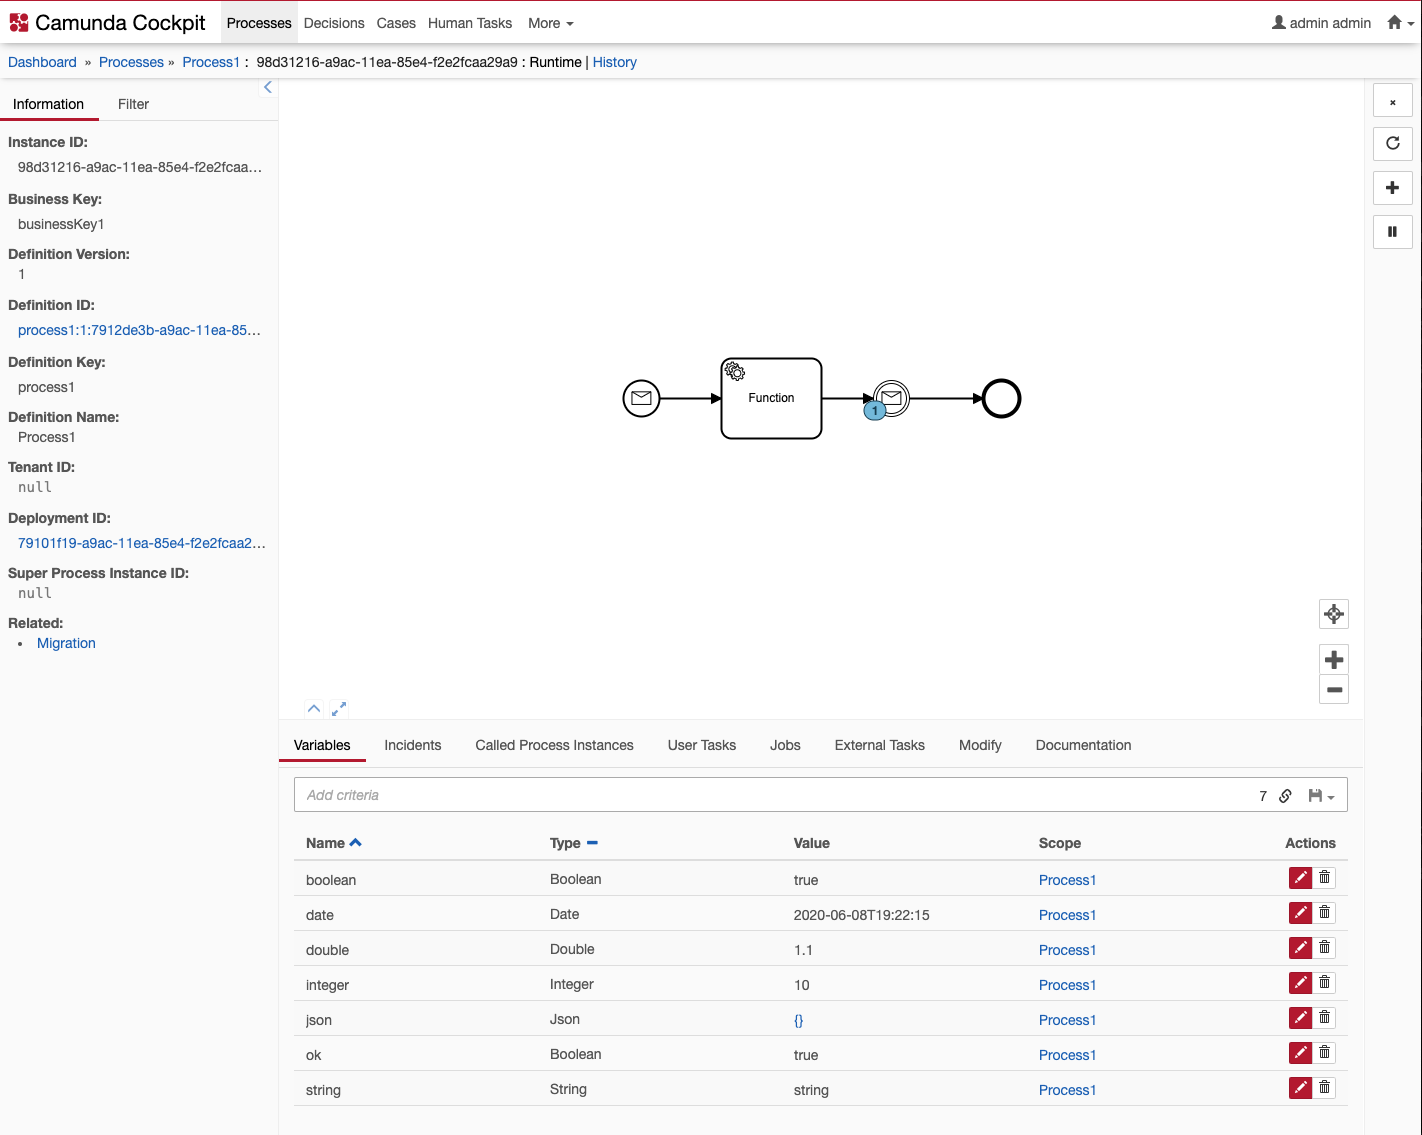 Camunda Cockpit Processes Decisions Cases Human Tasks More admin admin
Dashboard » Processes » Process1 : 98d31216-a9ac-11ea-85e4-f2e2fcaa29a9 : Runtime | History
Information Filter
Instance ID:
98d31216-a9ac-11ea-85e4-f2e2fcaa...
Business Key:
businessKey1
Definition Version:
1
Definition ID:
process1:1:7912de3b-a9ac-11ea-85...
Definition Key:
process1
Definition Name:
Process1
Tenant ID:
null
Deployment ID:
79101f19-a9ac-11ea-85e4-f2e2fcaa2...
Super Process Instance ID:
null
Related:
• Migration
Function
1
Variables Incidents Called Process Instances User Tasks Jobs External Tasks Modify Documentation
Add criteria 7
Name Type Value Scope Actions
boolean Boolean true Process1
date Date 2020-06-08T19:22:15 Process1
double Double 1.1 Process1
integer Integer 10 Process1
json Json {} Process1
ok Boolean true Process1
string String string Process1